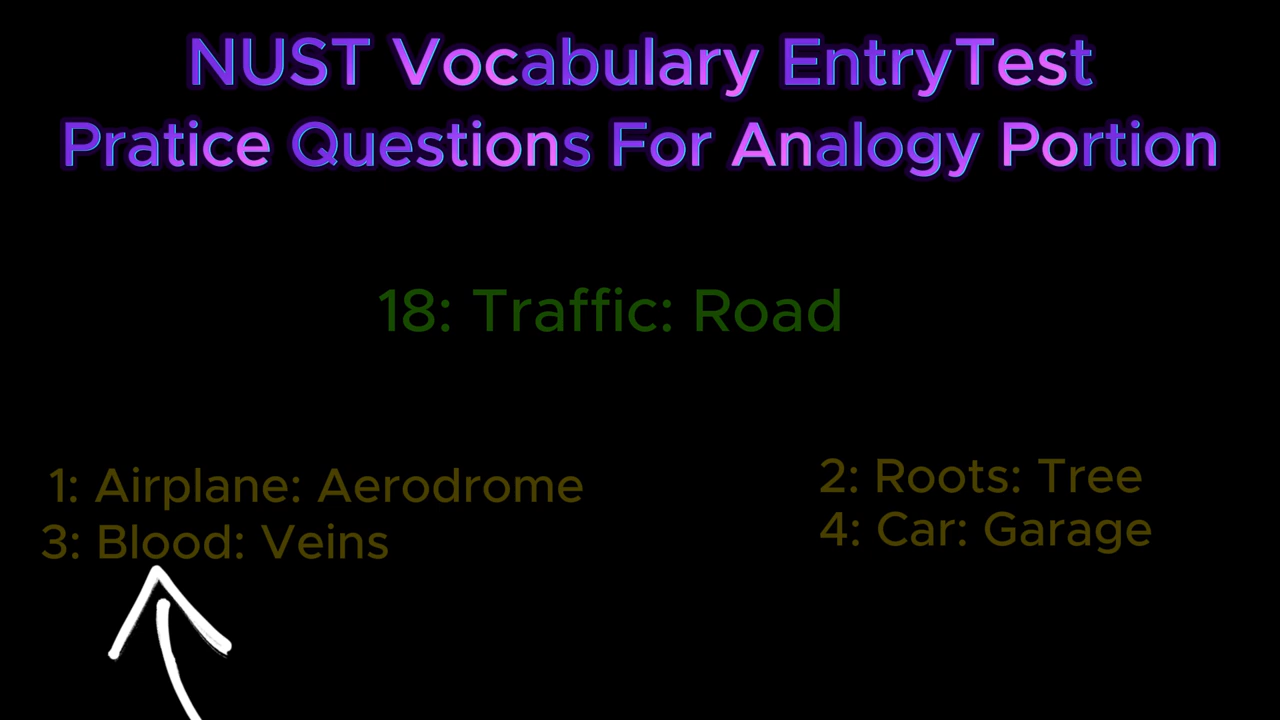 NUST Vocabulary EntryTest
Pratice Questions For Analogy Portion
18: Traffic: Road
1: Airplane: Aerodrome
2: Roots: Tree
3: Blood: Veins
4: Car: Garage